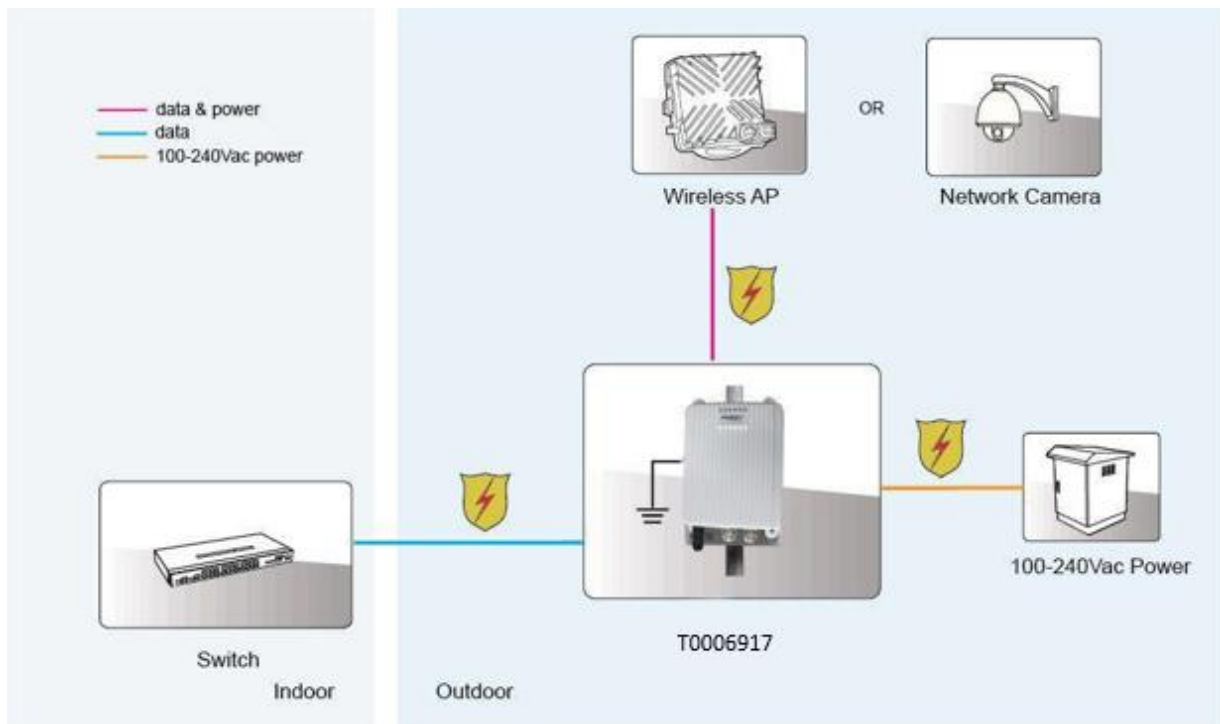 data & power
data
100-240Vac power
OR
Wireless AP
Network Camera
100-240Vac Power
T0006917
Switch
Indoor
Outdoor